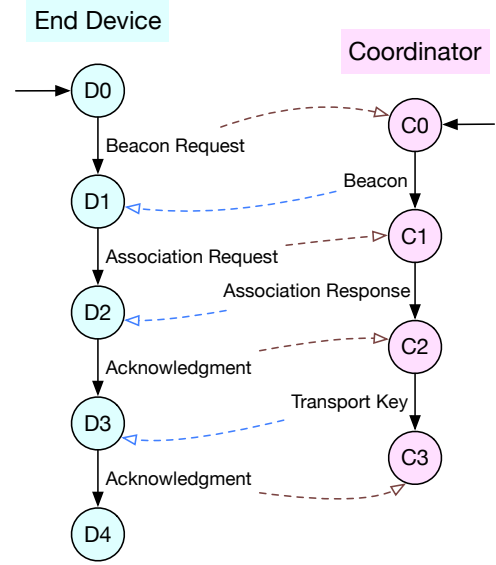 End Device
Coordinator
D0
C0
Beacon Request
Beacon
D1
C1
Association Request
Association Response
D2
C2
Acknowledgment
Transport Key
D3
C3
Acknowledgment
D4